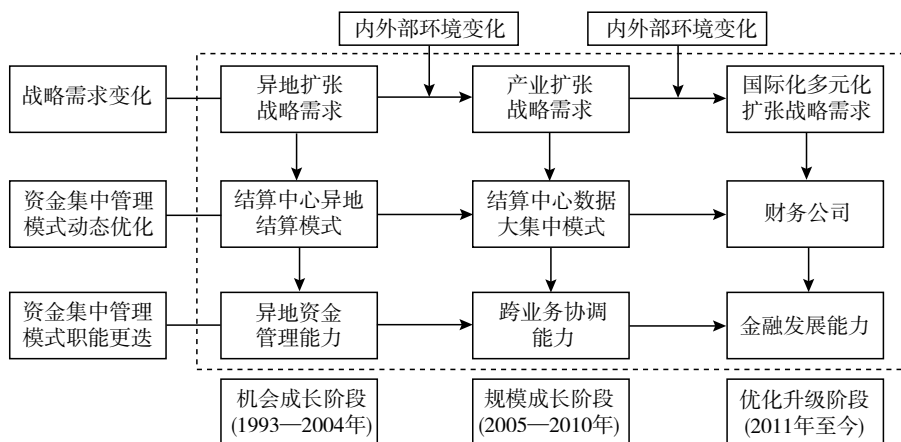 内外部环境变化
内外部环境变化
战略需求变化
异地扩张
战略需求
产业扩张
战略需求
国际化多元化
扩张战略需求
资金集中管理
模式动态优化
结算中心异地
结算模式
结算中心数据
大集中模式
财务公司
资金集中管理
模式职能更迭
异地资金
管理能力
跨业务协调
能力
金融发展能力
机会成长阶段
(1993—2004年)
规模成长阶段
(2005—2010年)
优化升级阶段
(2011年至今)